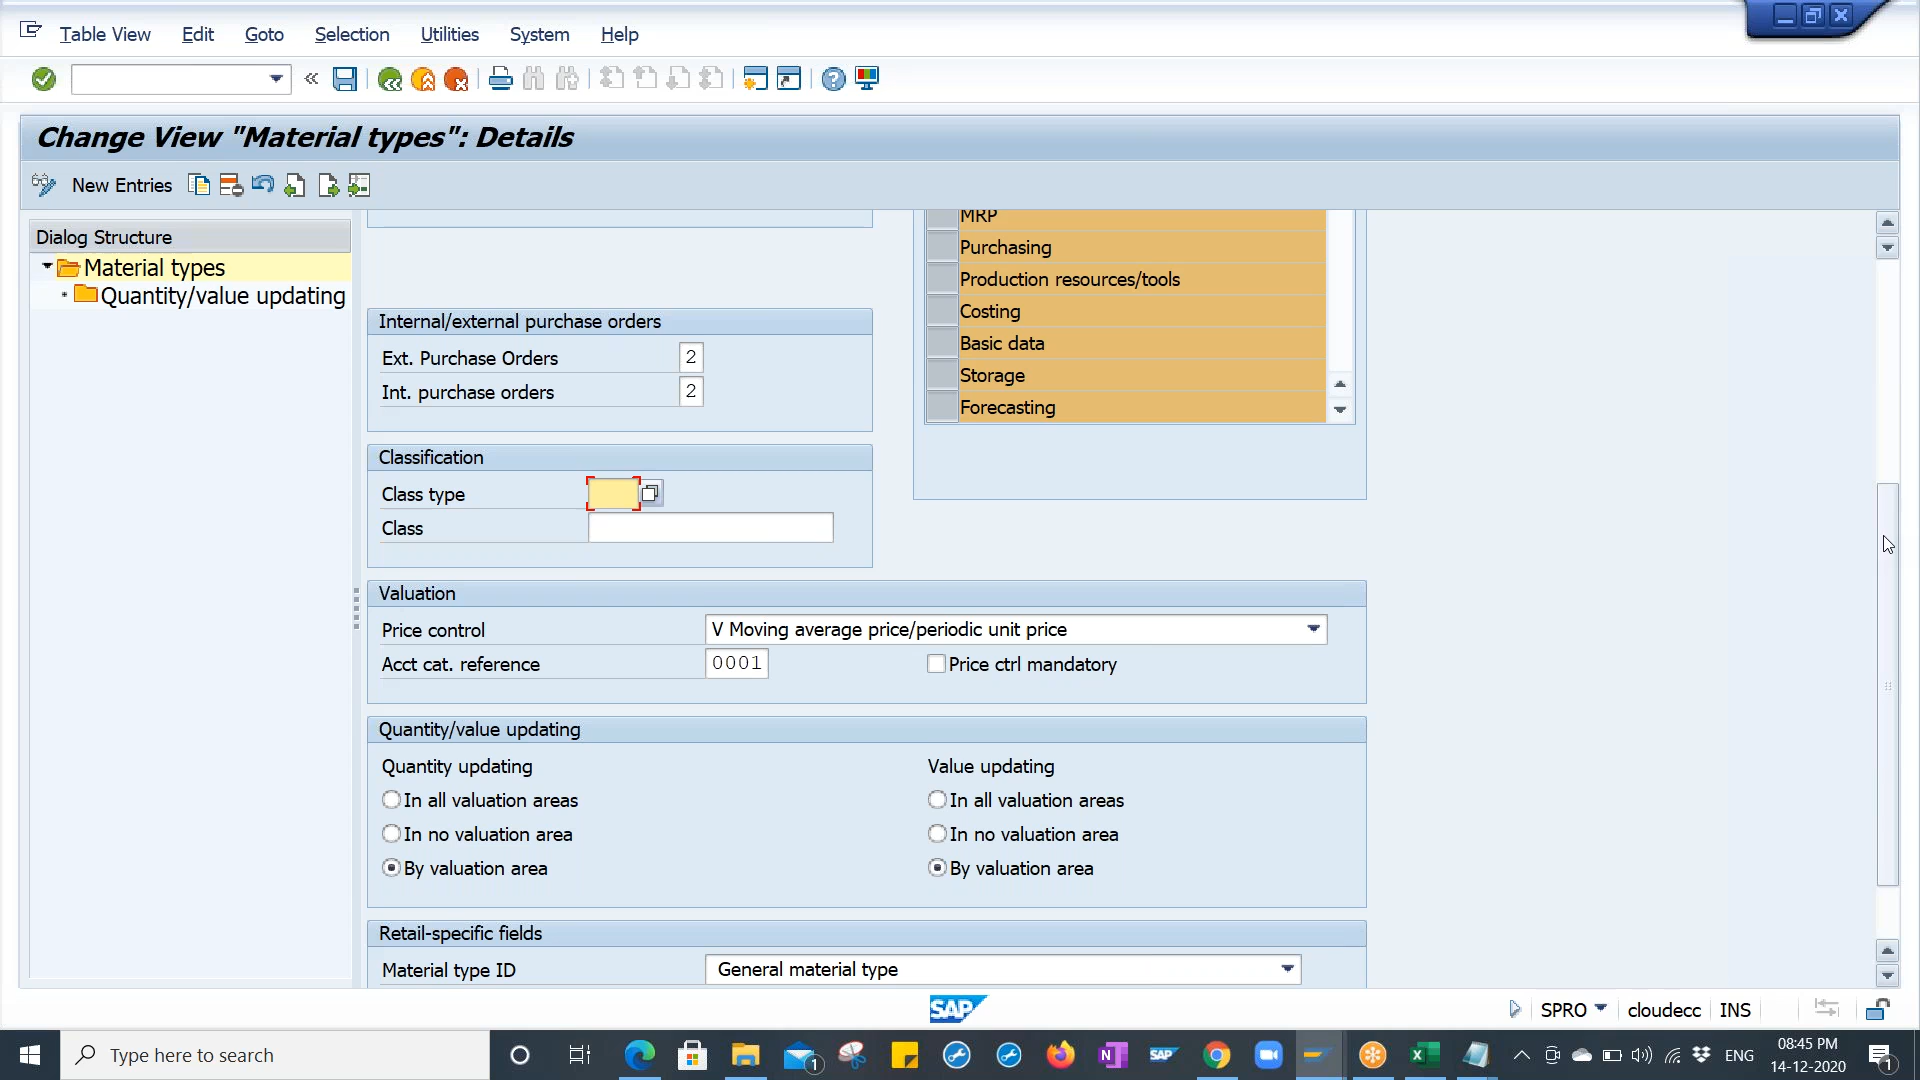 Table View Edit Goto Selection Utilities System Help
Change View "Material types": Details
New Entries
Dialog Structure
Material types
Quantity/value updating
MRP
Purchasing
Production resources/tools
Costing
Basic data
Storage
Forecasting
Internal/external purchase orders
Ext. Purchase Orders 2
Int. purchase orders 2
Classification
Class type
Class
Valuation
Price control V Moving average price/periodic unit price
Acct cat. reference 0001 Price ctrl mandatory
Quantity/value updating
Quantity updating Value updating
In all valuation areas In all valuation areas
In no valuation area In no valuation area
By valuation area By valuation area
Retail-specific fields
Material type ID General material type
SAP SPRO cloudecc INS
Type here to search
1
N
SAP
ENG
08:45 PM
14-12-2020
1